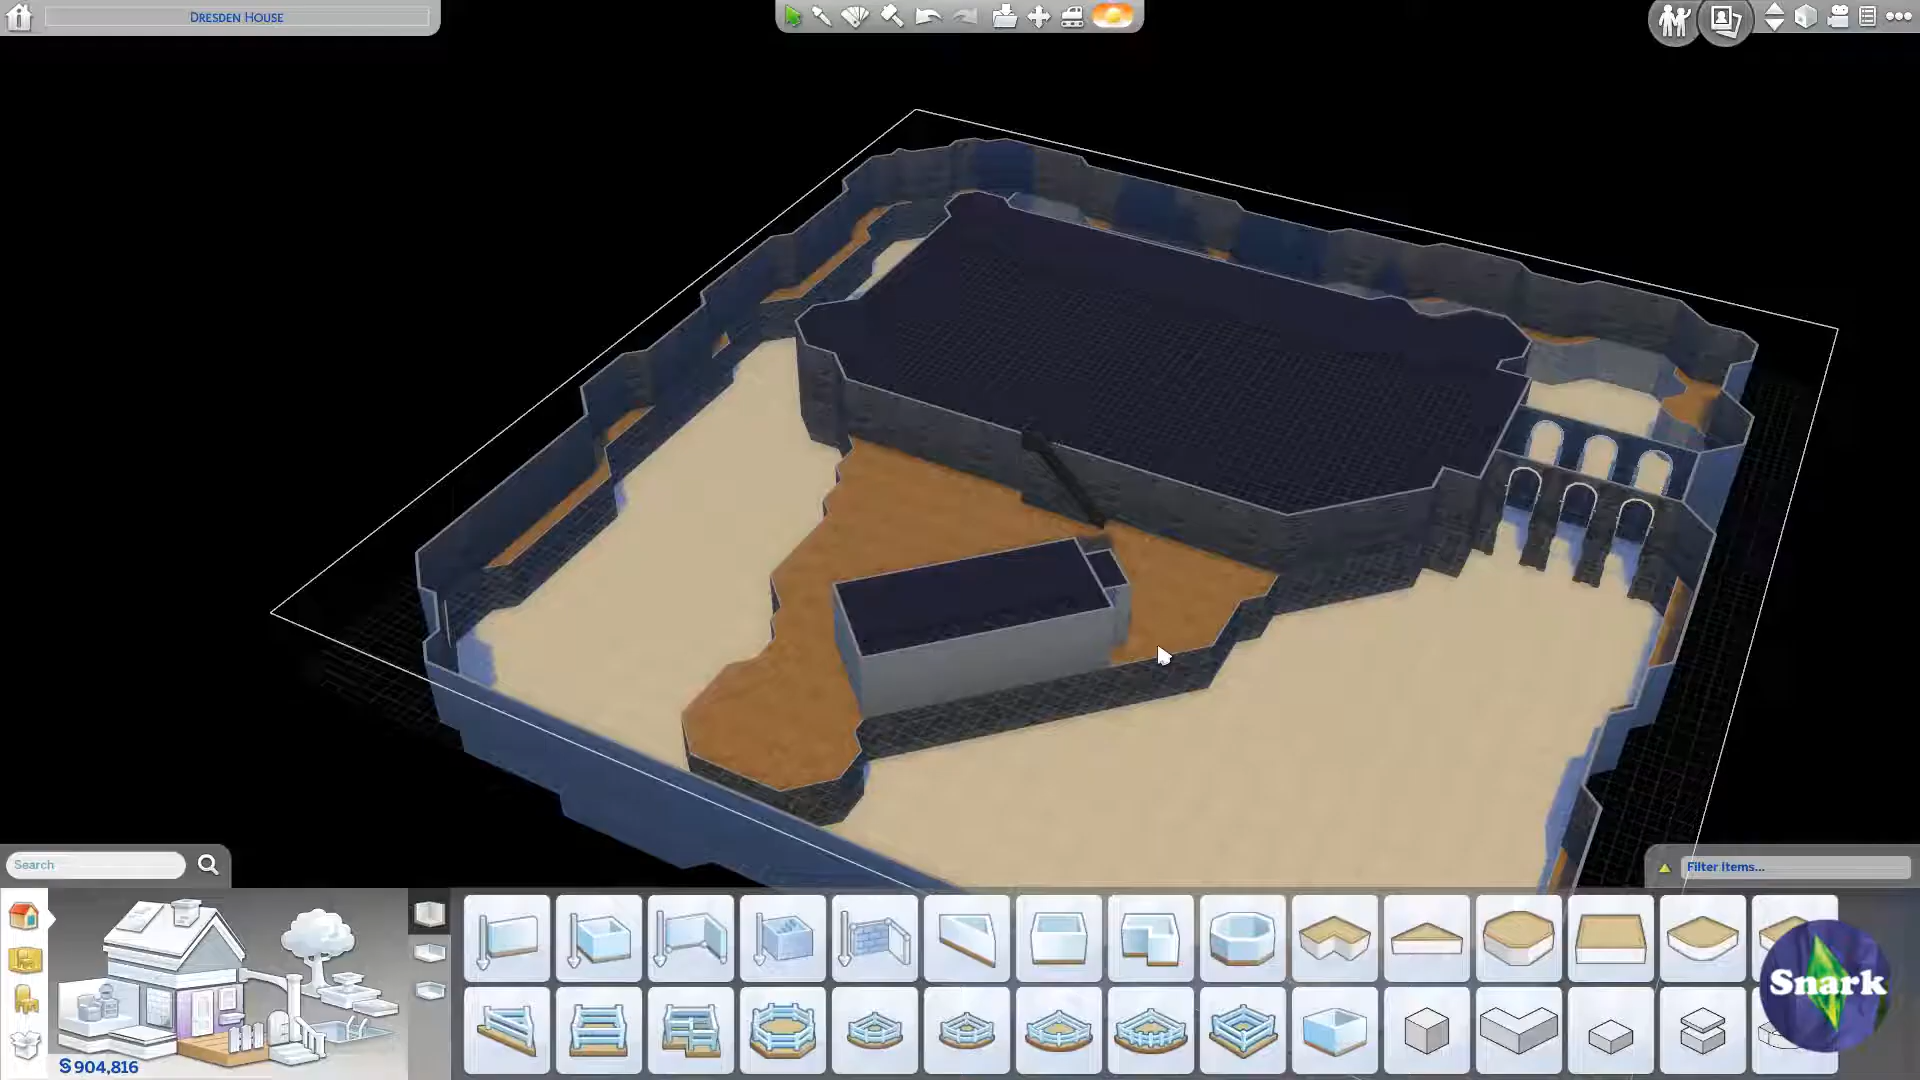 DRESDEN HOUSE
Search
Filter Items...
§904,816
Snark